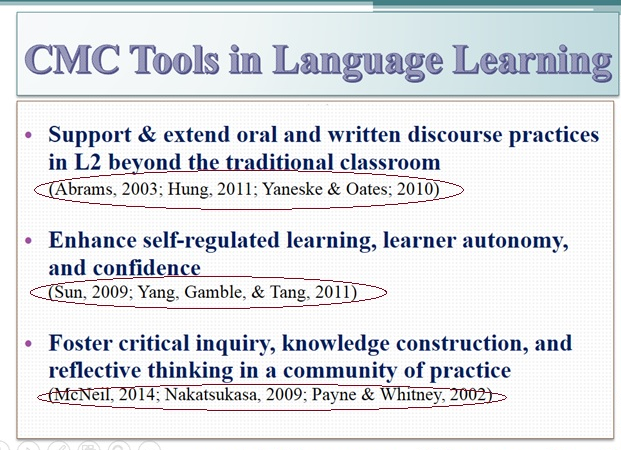 CMC Tools in Language Learning
• Support & extend oral and written discourse practices
in L2 beyond the traditional classroom
(Abrams, 2003; Hung, 2011; Yaneske & Oates; 2010)
• Enhance self-regulated learning, learner autonomy,
and confidence
(Sun, 2009; Yang, Gamble, & Tang, 2011)
• Foster critical inquiry, knowledge construction, and
reflective thinking in a community of practice
(McNeil, 2014; Nakatsukasa, 2009; Payne & Whitney, 2002)